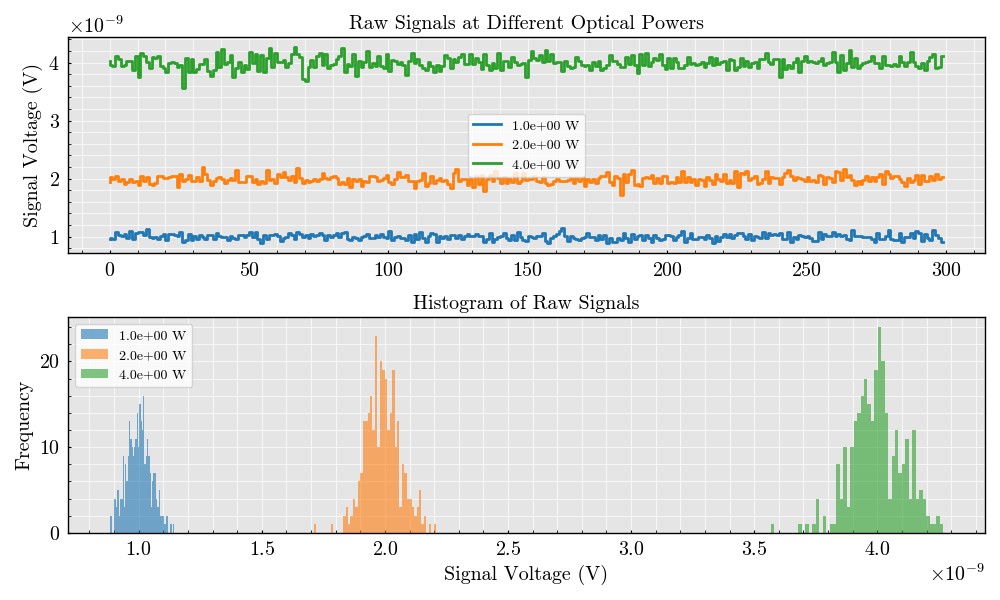 Raw Signals at Different Optical Powers
×10⁻⁹
Signal Voltage (V)
4
3
2
1
1.0e+00 W
2.0e+00 W
4.0e+00 W
0 50 100 150 200 250 300
Histogram of Raw Signals
Frequency
20
10
0
1.0e+00 W
2.0e+00 W
4.0e+00 W
1.0 1.5 2.0 2.5 3.0 3.5 4.0
Signal Voltage (V)
×10⁻⁹